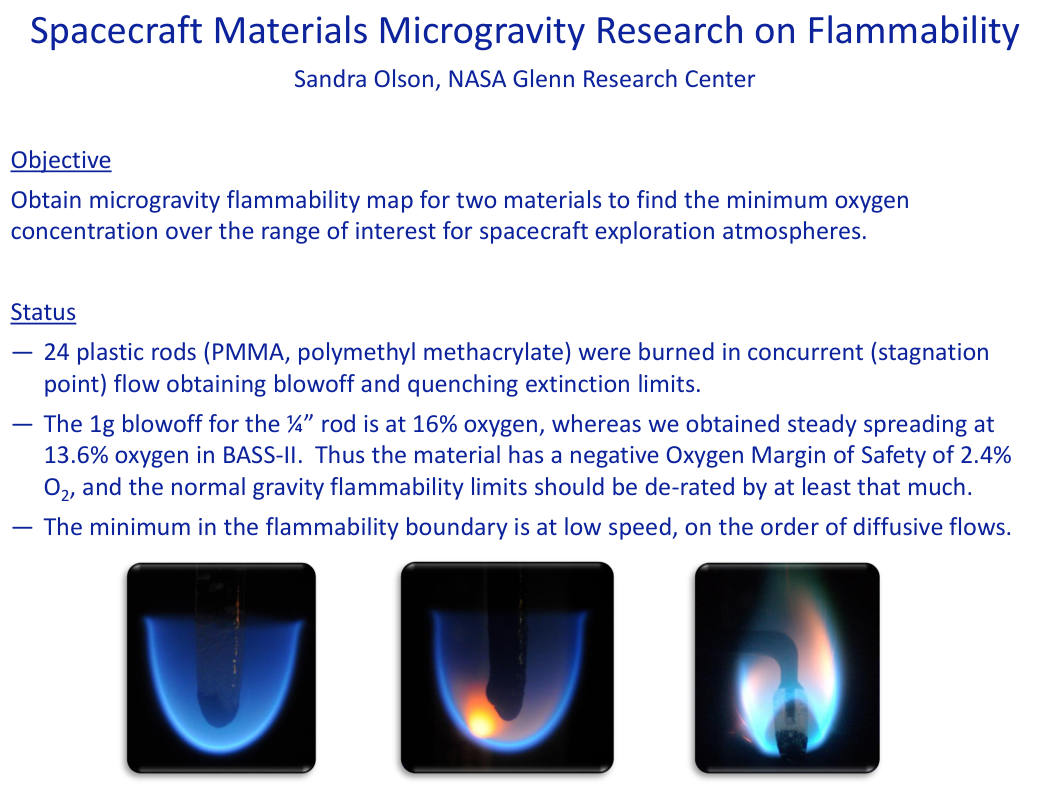 Spacecraft Materials Microgravity Research on Flammability
Sandra Olson, NASA Glenn Research Center
Objective
Obtain microgravity flammability map for two materials to find the minimum oxygen
concentration over the range of interest for spacecraft exploration atmospheres.
Status
— 24 plastic rods (PMMA, polymethyl methacrylate) were burned in concurrent (stagnation
point) flow obtaining blowoff and quenching extinction limits.
— The 1g blowoff for the ¼” rod is at 16% oxygen, whereas we obtained steady spreading at
13.6% oxygen in BASS-II.  Thus the material has a negative Oxygen Margin of Safety of 2.4%
O₂, and the normal gravity flammability limits should be de-rated by at least that much.
— The minimum in the flammability boundary is at low speed, on the order of diffusive flows.